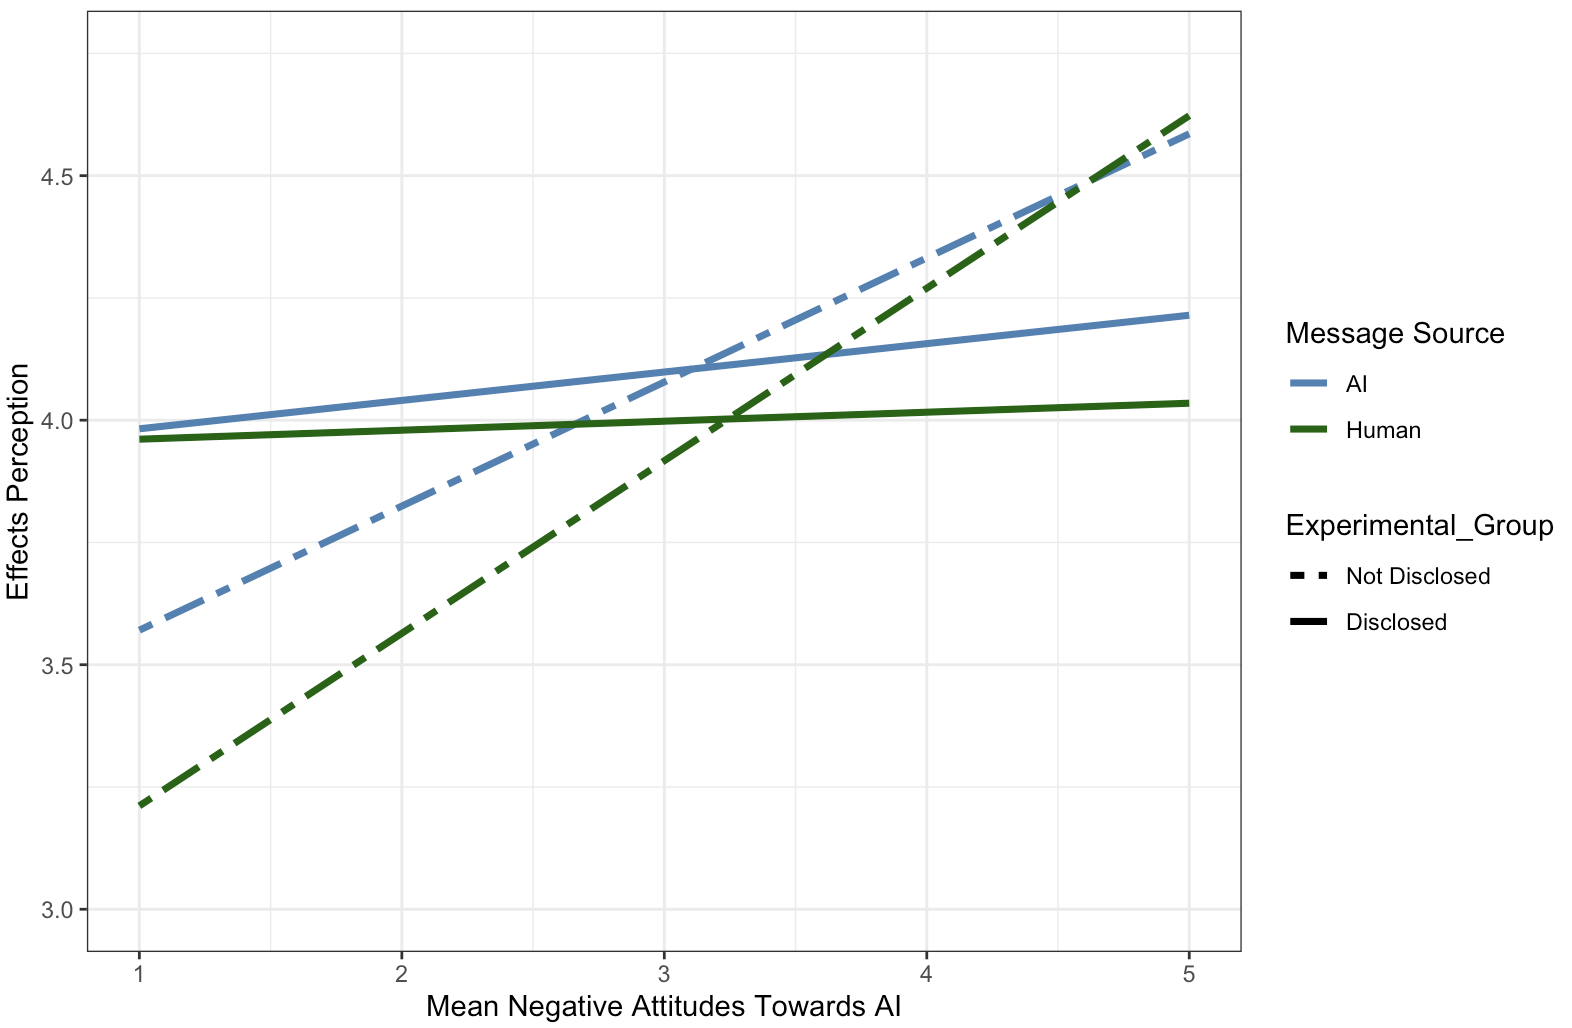 Effects Perception
4.5
4.0
3.5
3.0
1 2 3 4 5
Mean Negative Attitudes Towards AI
Message Source
AI
Human
Experimental_Group
Not Disclosed
Disclosed